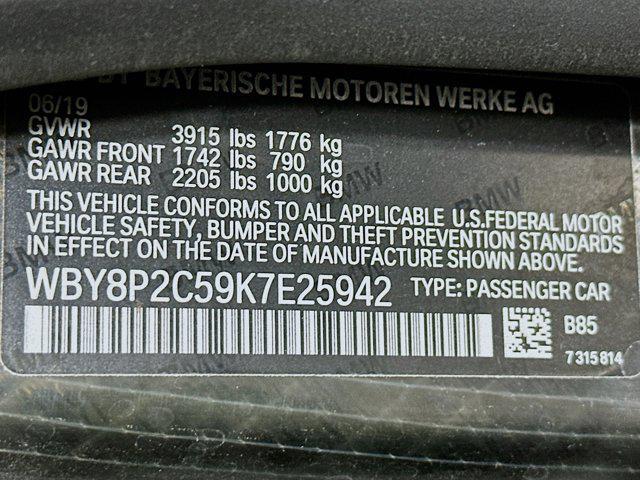 BY BAYERISCHE MOTOREN WERKE AG
06/19
GVWR 3915 lbs 1776 kg
GAWR FRONT 1742 lbs 790 kg
GAWR REAR 2205 lbs 1000 kg
THIS VEHICLE CONFORMS TO ALL APPLICABLE U.S.FEDERAL MOTOR
VEHICLE SAFETY, BUMPER AND THEFT PREVENTION STANDARDS
IN EFFECT ON THE DATE OF MANUFACTURE SHOWN ABOVE.
WBY8P2C59K7E25942 TYPE: PASSENGER CAR
B85
7315814